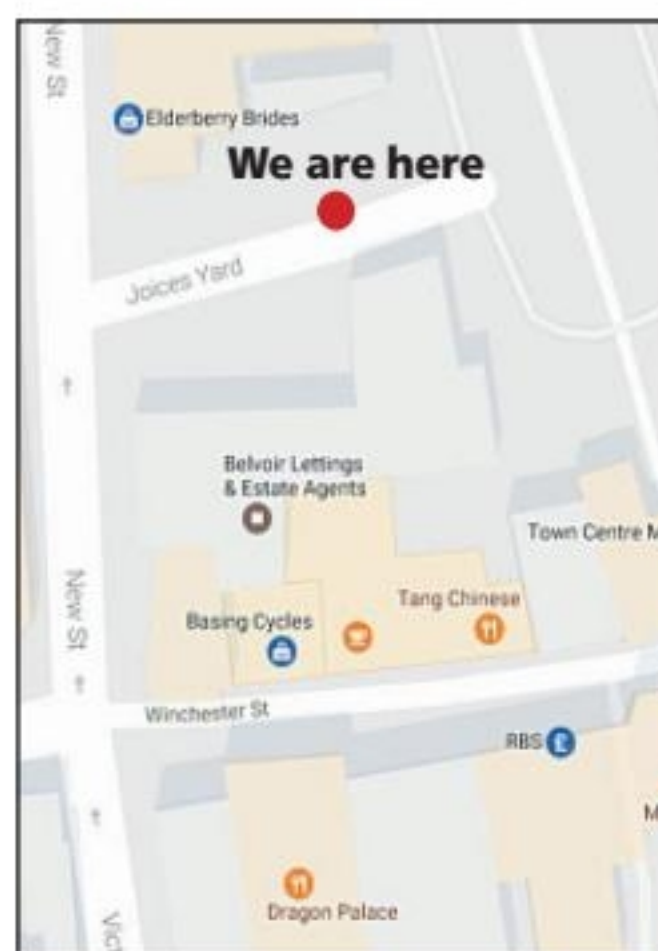 New St
Elderberry Brides
We are here
Joices Yard
Belvoir Lettings
& Estate Agents
Town Centre M
New St
Tang Chinese
Basing Cycles
Winchester St
RBS
£
M
Dragon Palace
Vict